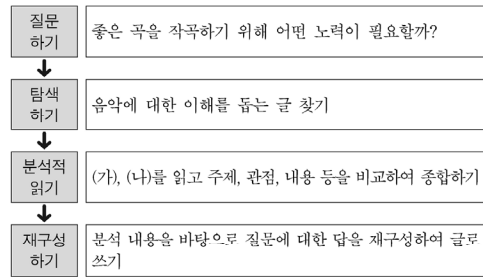 질문
하기
좋은 곡을 작곡하기 위해 어떤 노력이 필요할까?
탐색
하기
음악에 대한 이해를 돕는 글 찾기
분석적
읽기
(가), (나)를 읽고 주제, 관점, 내용 등을 비교하여 종합하기
재구성
하기
분석 내용을 바탕으로 질문에 대한 답을 재구성하여 글로
쓰기